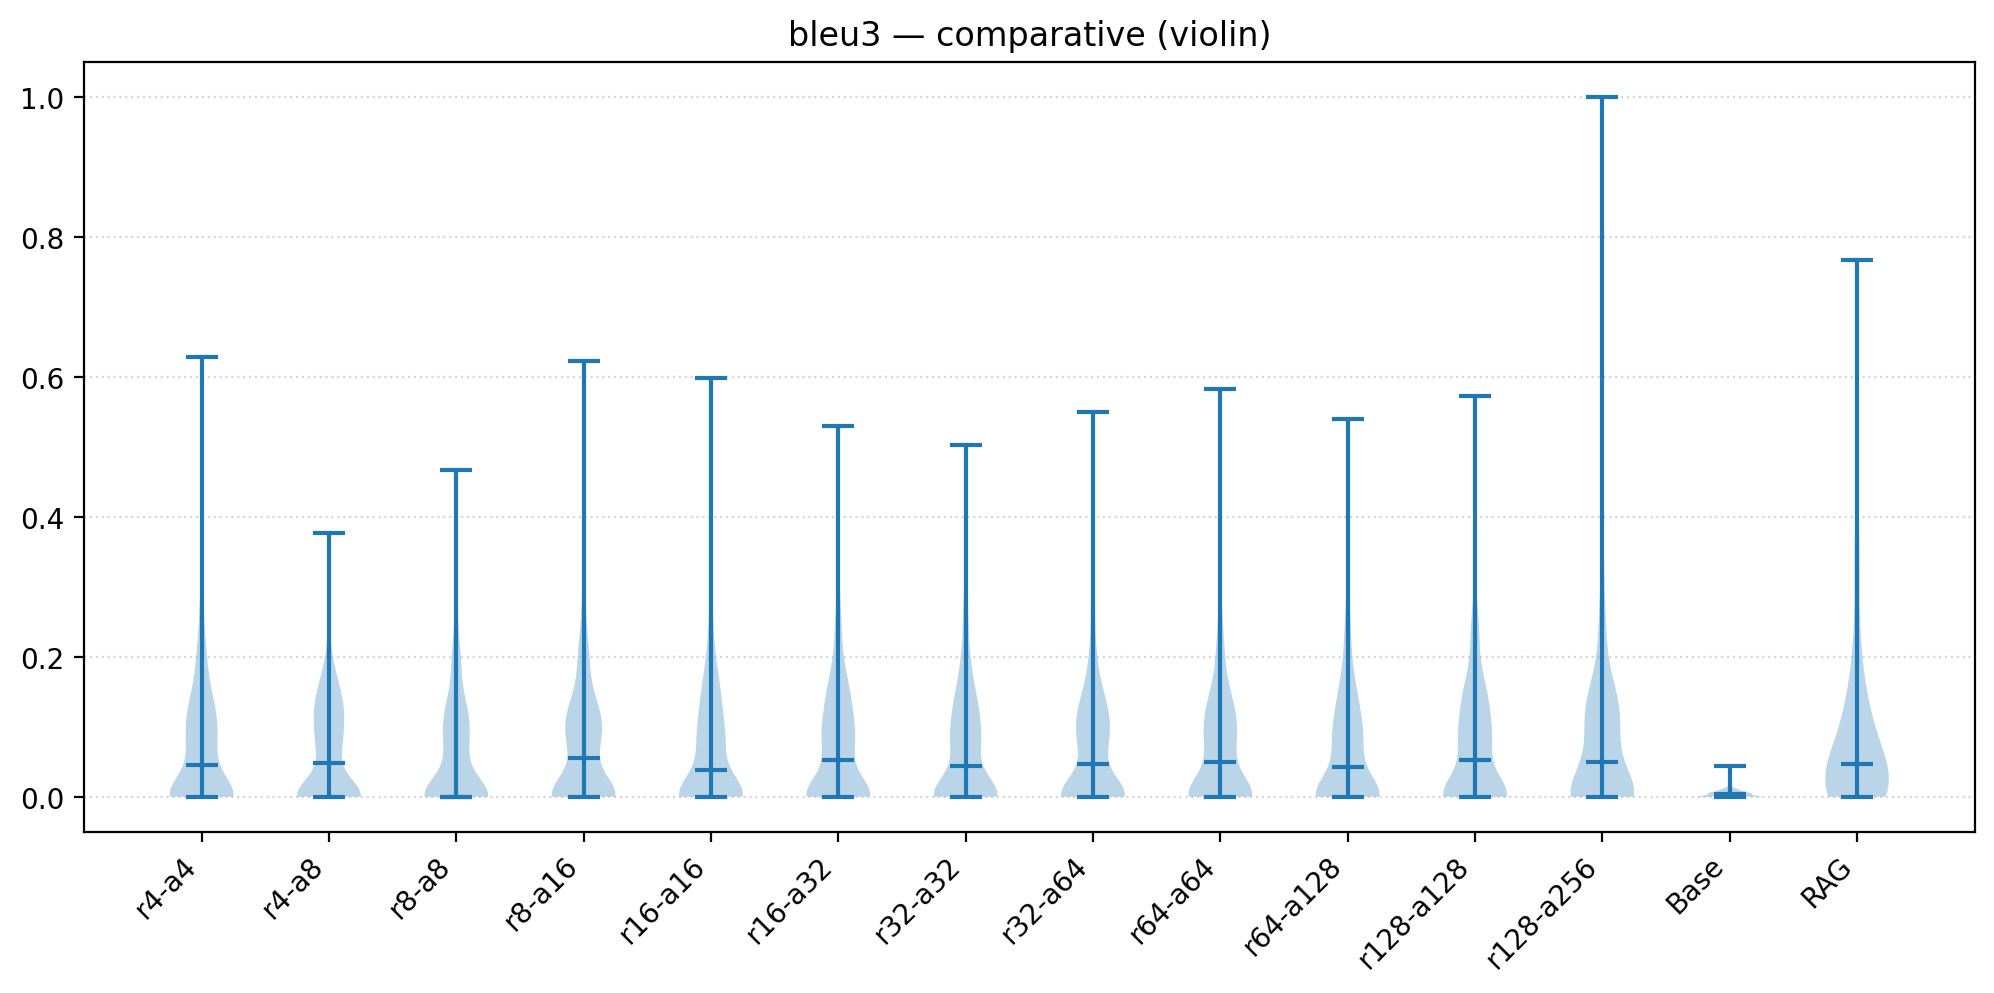 bleu3 — comparative (violin)
1.0
0.8
0.6
0.4
0.2
0.0
r4-a4
r4-a8
r8-a8
r8-a16
r16-a16
r16-a32
r32-a32
r32-a64
r64-a64
r64-a128
r128-a128
r128-a256
Base
RAG